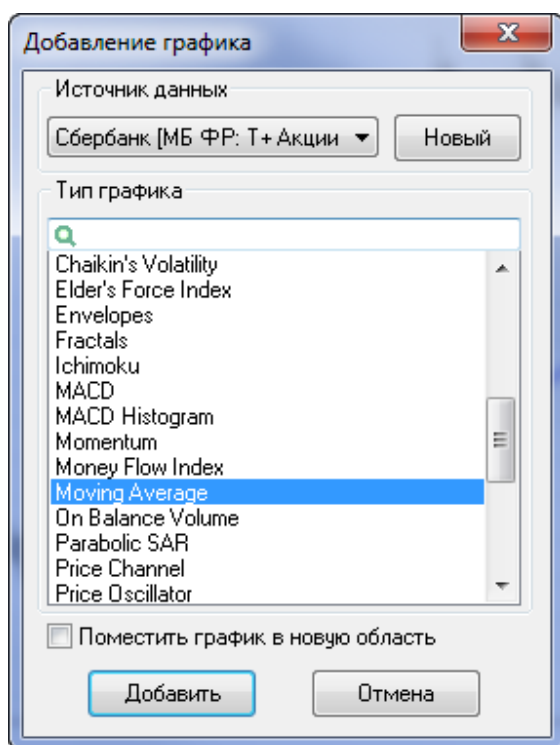 Добавление графика
Источник данных
Сбербанк [МБ ФР: Т+ Акции
Новый
Тип графика
Chaikin's Volatility
Elder's Force Index
Envelopes
Fractals
Ichimoku
MACD
MACD Histogram
Momentum
Money Flow Index
Moving Average
On Balance Volume
Parabolic SAR
Price Channel
Price Oscillator
Поместить график в новую область
Добавить
Отмена